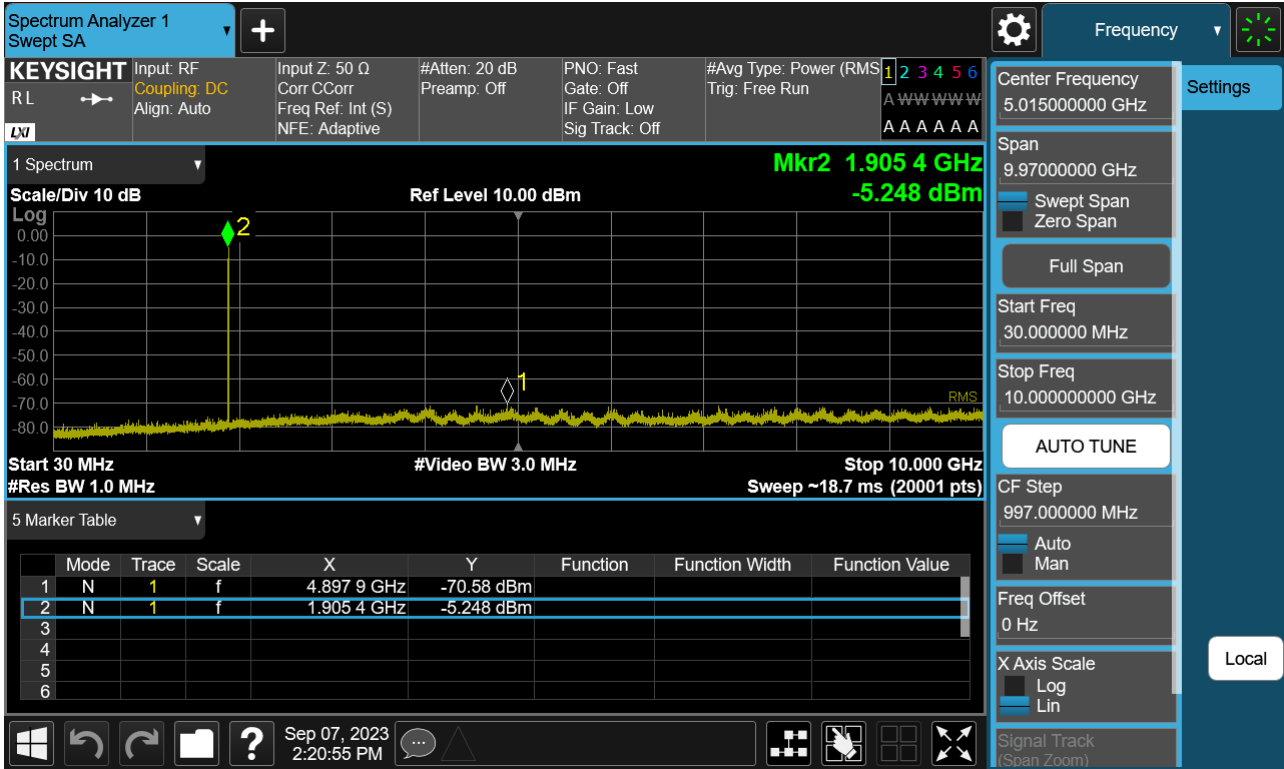 Spectrum Analyzer 1
Swept SA
Frequency
KEYSIGHT
R L
LXI
Input: RF
Coupling: DC
Align: Auto
Input Z: 50 Ω
Corr CCorr
Freq Ref: Int (S)
NFE: Adaptive
#Atten: 20 dB
Preamp: Off
PNO: Fast
Gate: Off
IF Gain: Low
Sig Track: Off
#Avg Type: Power (RMS
Trig: Free Run
1 2 3 4 5 6
A W W W W W
A A A A A A
1 Spectrum
Scale/Div 10 dB
Ref Level 10.00 dBm
Mkr2 1.905 4 GHz
-5.248 dBm
Log
0.00
-10.0
-20.0
-30.0
-40.0
-50.0
-60.0
-70.0
-80.0
2
1
RMS
Start 30 MHz
#Video BW 3.0 MHz
Stop 10.000 GHz
#Res BW 1.0 MHz
Sweep ~18.7 ms (20001 pts)
5 Marker Table
Mode Trace Scale X Y Function Function Width Function Value
1 N 1 f 4.897 9 GHz -70.58 dBm
2 N 1 f 1.905 4 GHz -5.248 dBm
3
4
5
6
Sep 07, 2023
2:20:55 PM
Center Frequency
5.015000000 GHz
Span
9.97000000 GHz
Swept Span
Zero Span
Full Span
Start Freq
30.000000 MHz
Stop Freq
10.000000000 GHz
AUTO TUNE
CF Step
997.000000 MHz
Auto
Man
Freq Offset
0 Hz
X Axis Scale
Log
Lin
Signal Track
(Span Zoom)
Settings
Local